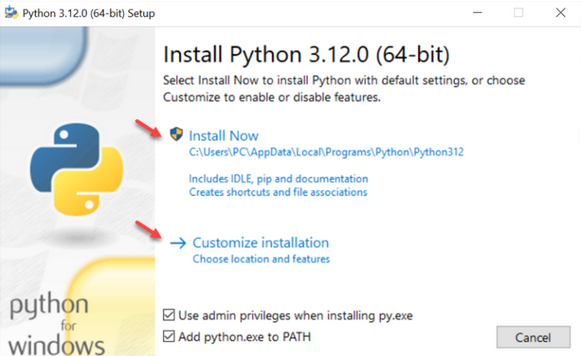 Python 3.12.0 (64-bit) Setup
Install Python 3.12.0 (64-bit)
Select Install Now to install Python with default settings, or choose
Customize to enable or disable features.
Install Now
C:\Users\PC\AppData\Local\Programs\Python\Python312
Includes IDLE, pip and documentation
Creates shortcuts and file associations
Customize installation
Choose location and features
python
for
windows
Use admin privileges when installing py.exe
Add python.exe to PATH
Cancel